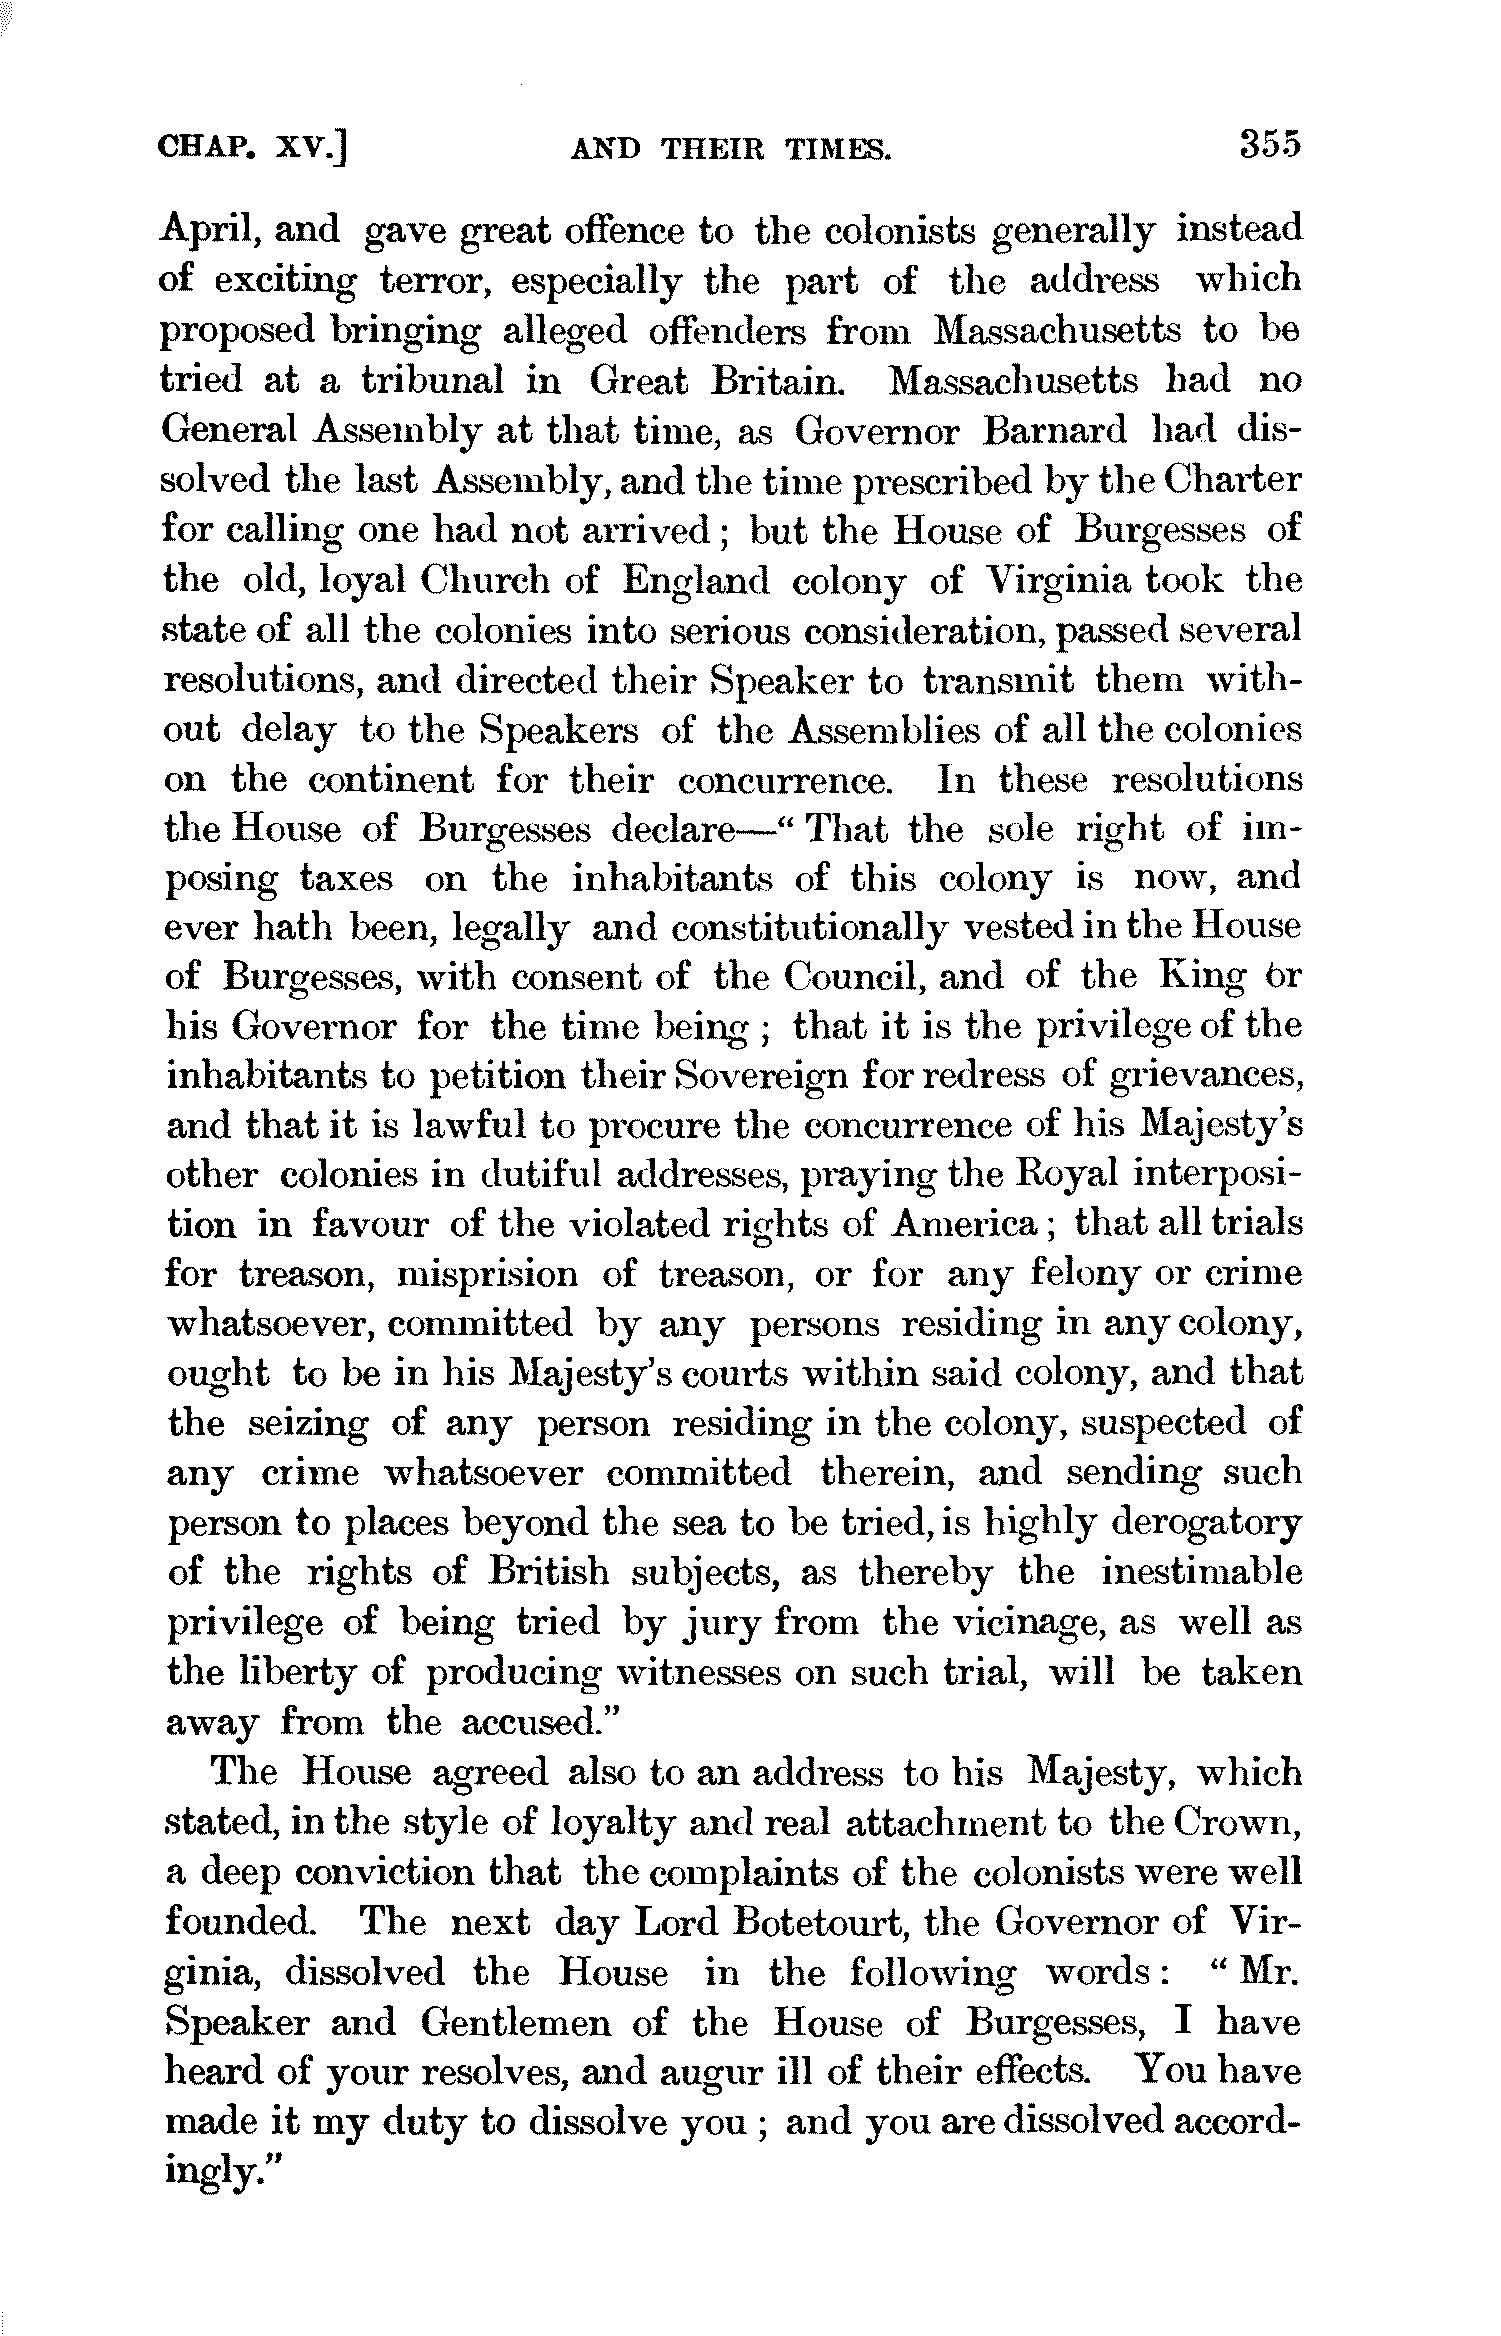 CHAP. XV.] AND THEIR TIMES. 355
April, and gave great offence to the colonists generally instead
of exciting terror, especially the part of the address which
proposed bringing alleged offenders from Massachusetts to be
tried at a tribunal in Great Britain. Massachusetts had no
General Assembly at that time, as Governor Barnard had dis-
solved the last Assembly, and the time prescribed by the Charter
for calling one had not arrived; but the House of Burgesses of
the old, loyal Church of England colony of Virginia took the
state of all the colonies into serious consideration, passed several
resolutions, and directed their Speaker to transmit them with-
out delay to the Speakers of the Assemblies of all the colonies
on the continent for their concurrence. In these resolutions
the House of Burgesses declare—“ That the sole right of im-
posing taxes on the inhabitants of this colony is now, and
ever hath been, legally and constitutionally vested in the House
of Burgesses, with consent of the Council, and of the King or
his Governor for the time being; that it is the privilege of the
inhabitants to petition their Sovereign for redress of grievances,
and that it is lawful to procure the concurrence of his Majesty's
other colonies in dutiful addresses, praying the Royal interposi-
tion in favour of the violated rights of America; that all trials
for treason, misprision of treason, or for any felony or crime
whatsoever, committed by any persons residing in any colony,
ought to be in his Majesty's courts within said colony, and that
the seizing of any person residing in the colony, suspected of
any crime whatsoever committed therein, and sending such
person to places beyond the sea to be tried, is highly derogatory
of the rights of British subjects, as thereby the inestimable
privilege of being tried by jury from the vicinage, as well as
the liberty of producing witnesses on such trial, will be taken
away from the accused.”
The House agreed also to an address to his Majesty, which
stated, in the style of loyalty and real attachment to the Crown,
a deep conviction that the complaints of the colonists were well
founded. The next day Lord Botetourt, the Governor of Vir-
ginia, dissolved the House in the following words: “ Mr.
Speaker and Gentlemen of the House of Burgesses, I have
heard of your resolves, and augur ill of their effects. You have
made it my duty to dissolve you; and you are dissolved accord-
ingly.”